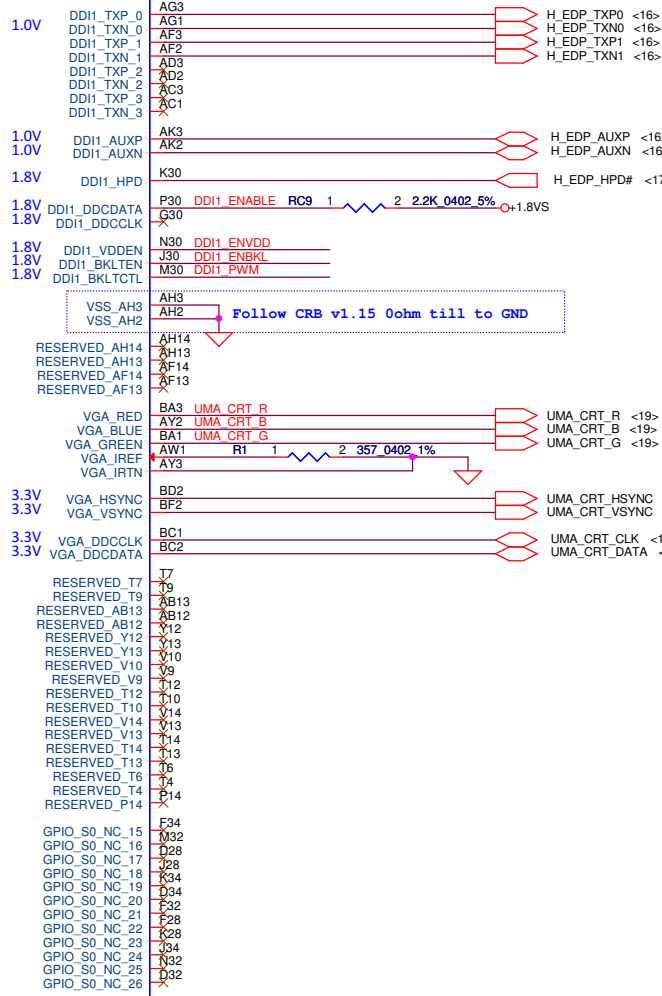 DDI1_TXP_0 AG3 H_EDP_TXP0 <16>
1.0V DDI1_TXN_0 AG1 H_EDP_TXN0 <16>
DDI1_TXP_1 AF3 H_EDP_TXP1 <16>
DDI1_TXN_1 AF2 H_EDP_TXN1 <16>
DDI1_TXP_2 AD3
DDI1_TXN_2 AD2
DDI1_TXP_3 AC3
DDI1_TXN_3 AC1
1.0V DDI1_AUXP AK3 H_EDP_AUXP <16
1.0V DDI1_AUXN AK2 H_EDP_AUXN <16
1.8V DDI1_HPD K30 H_EDP_HPD# <17
1.8V DDI1_DDCDATA P30 DDI1_ENABLE RC9 1 2 2.2K_0402_5% +1.8VS
1.8V DDI1_DDCCLK G30
1.8V DDI1_VDDEN N30 DDI1_ENVDD
1.8V DDI1_BKLTEN J30 DDI1_ENBKL
1.8V DDI1_BKLTCTL M30 DDI1_PWM
VSS_AH3 AH3
VSS_AH2 AH2 Follow CRB v1.15 0ohm till to GND
RESERVED_AH14 AH14
RESERVED_AH13 AH13
RESERVED_AF14 AF14
RESERVED_AF13 AF13
VGA_RED BA3 UMA_CRT_R UMA_CRT_R <19>
VGA_BLUE AY2 UMA_CRT_B UMA_CRT_B <19>
VGA_GREEN BA1 UMA_CRT_G UMA_CRT_G <19>
VGA_IREF AW1 R1 1 2 357_0402_1%
VGA_IRTN AY3
3.3V VGA_HSYNC BD2 UMA_CRT_HSYNC
3.3V VGA_VSYNC BF2 UMA_CRT_VSYNC
3.3V VGA_DDCCLK BC1 UMA_CRT_CLK <1
3.3V VGA_DDCDATA BC2 UMA_CRT_DATA <
RESERVED_T7 T7
RESERVED_T9 T9
RESERVED_AB13 AB13
RESERVED_AB12 AB12
RESERVED_Y12 Y12
RESERVED_Y13 Y13
RESERVED_V10 V10
RESERVED_V9 V9
RESERVED_T12 T12
RESERVED_T10 T10
RESERVED_V14 V14
RESERVED_V13 V13
RESERVED_T14 T14
RESERVED_T13 T13
RESERVED_T6 T6
RESERVED_T4 T4
RESERVED_P14 P14
GPIO_S0_NC_15 F34
GPIO_S0_NC_16 M32
GPIO_S0_NC_17 D28
GPIO_S0_NC_18 J28
GPIO_S0_NC_19 K34
GPIO_S0_NC_20 D34
GPIO_S0_NC_21 F32
GPIO_S0_NC_22 F28
GPIO_S0_NC_23 K28
GPIO_S0_NC_24 J34
GPIO_S0_NC_25 N32
GPIO_S0_NC_26 D32